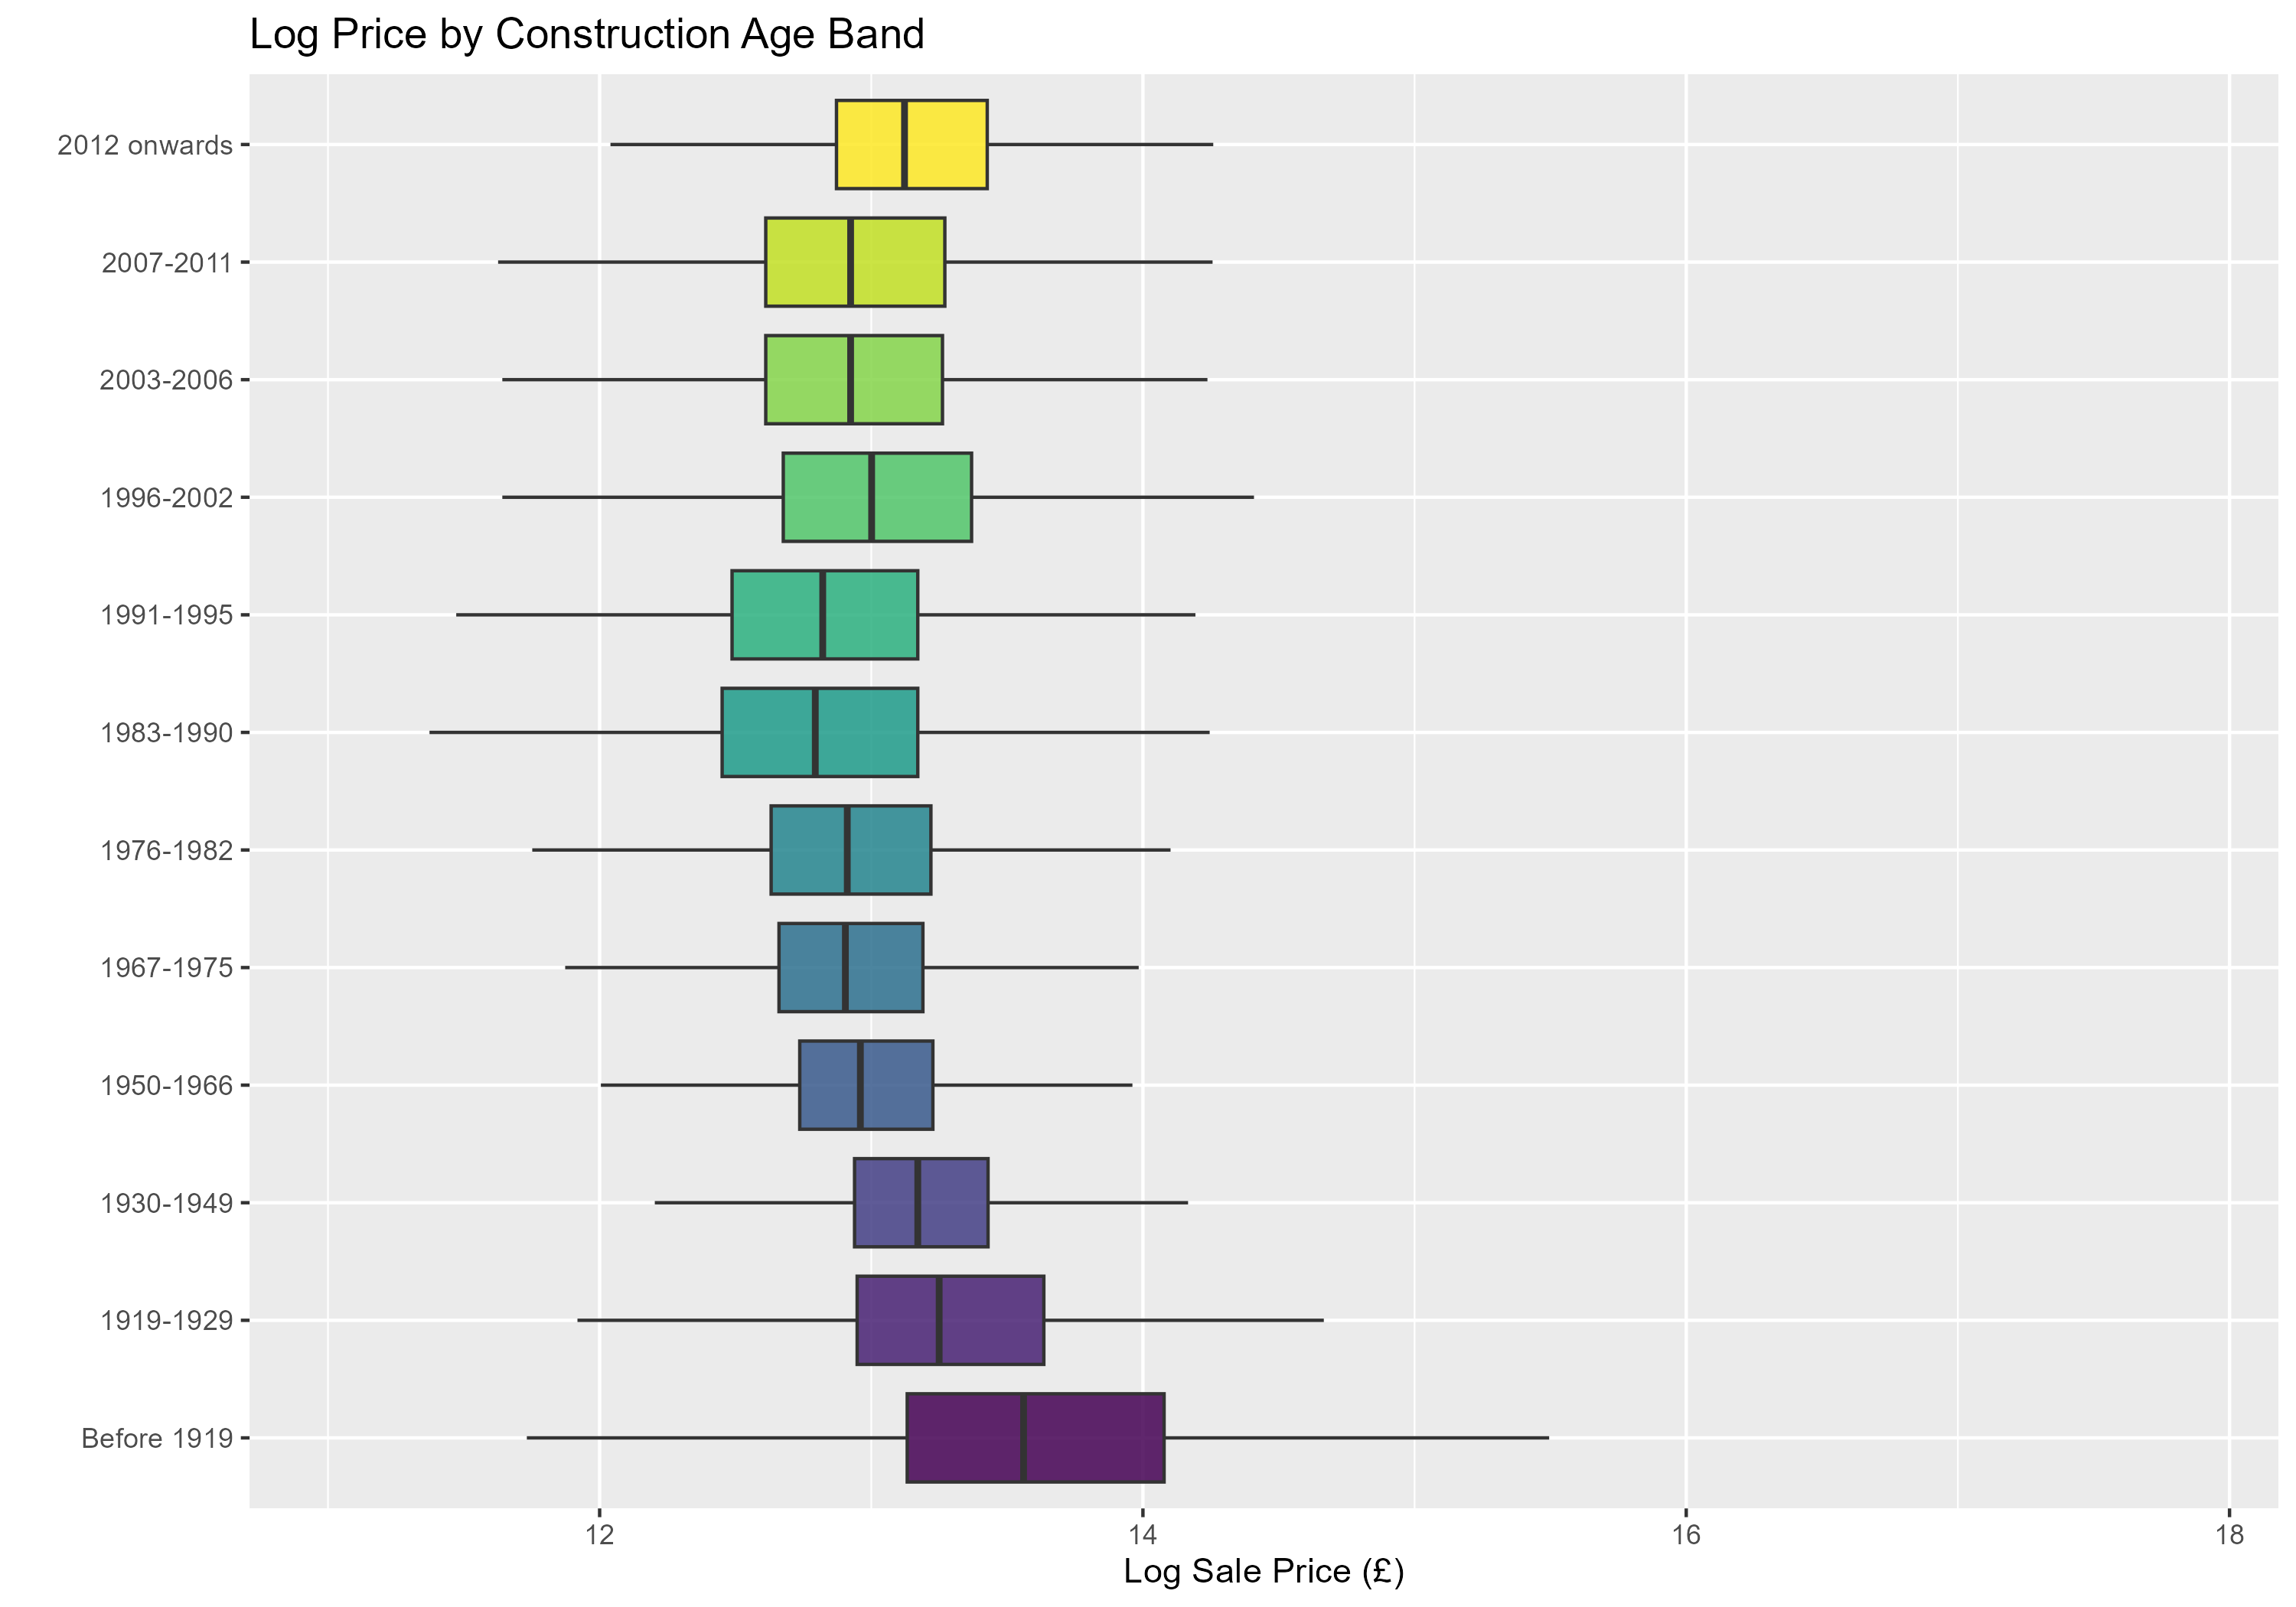 Log Price by Construction Age Band
2012 onwards
2007-2011
2003-2006
1996-2002
1991-1995
1983-1990
1976-1982
1967-1975
1950-1966
1930-1949
1919-1929
Before 1919
12 14 16 18
Log Sale Price (£)